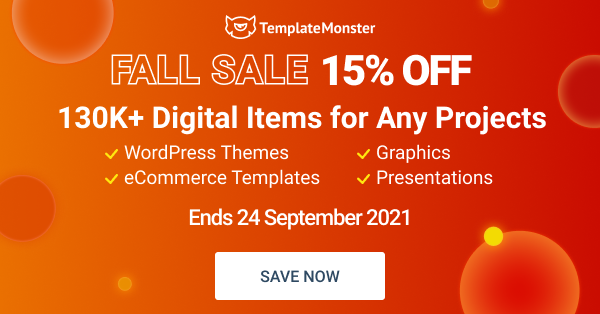 TemplateMonster
FALL SALE 15% OFF
130K+ Digital Items for Any Projects
WordPress Themes
Graphics
eCommerce Templates
Presentations
Ends 24 September 2021
SAVE NOW